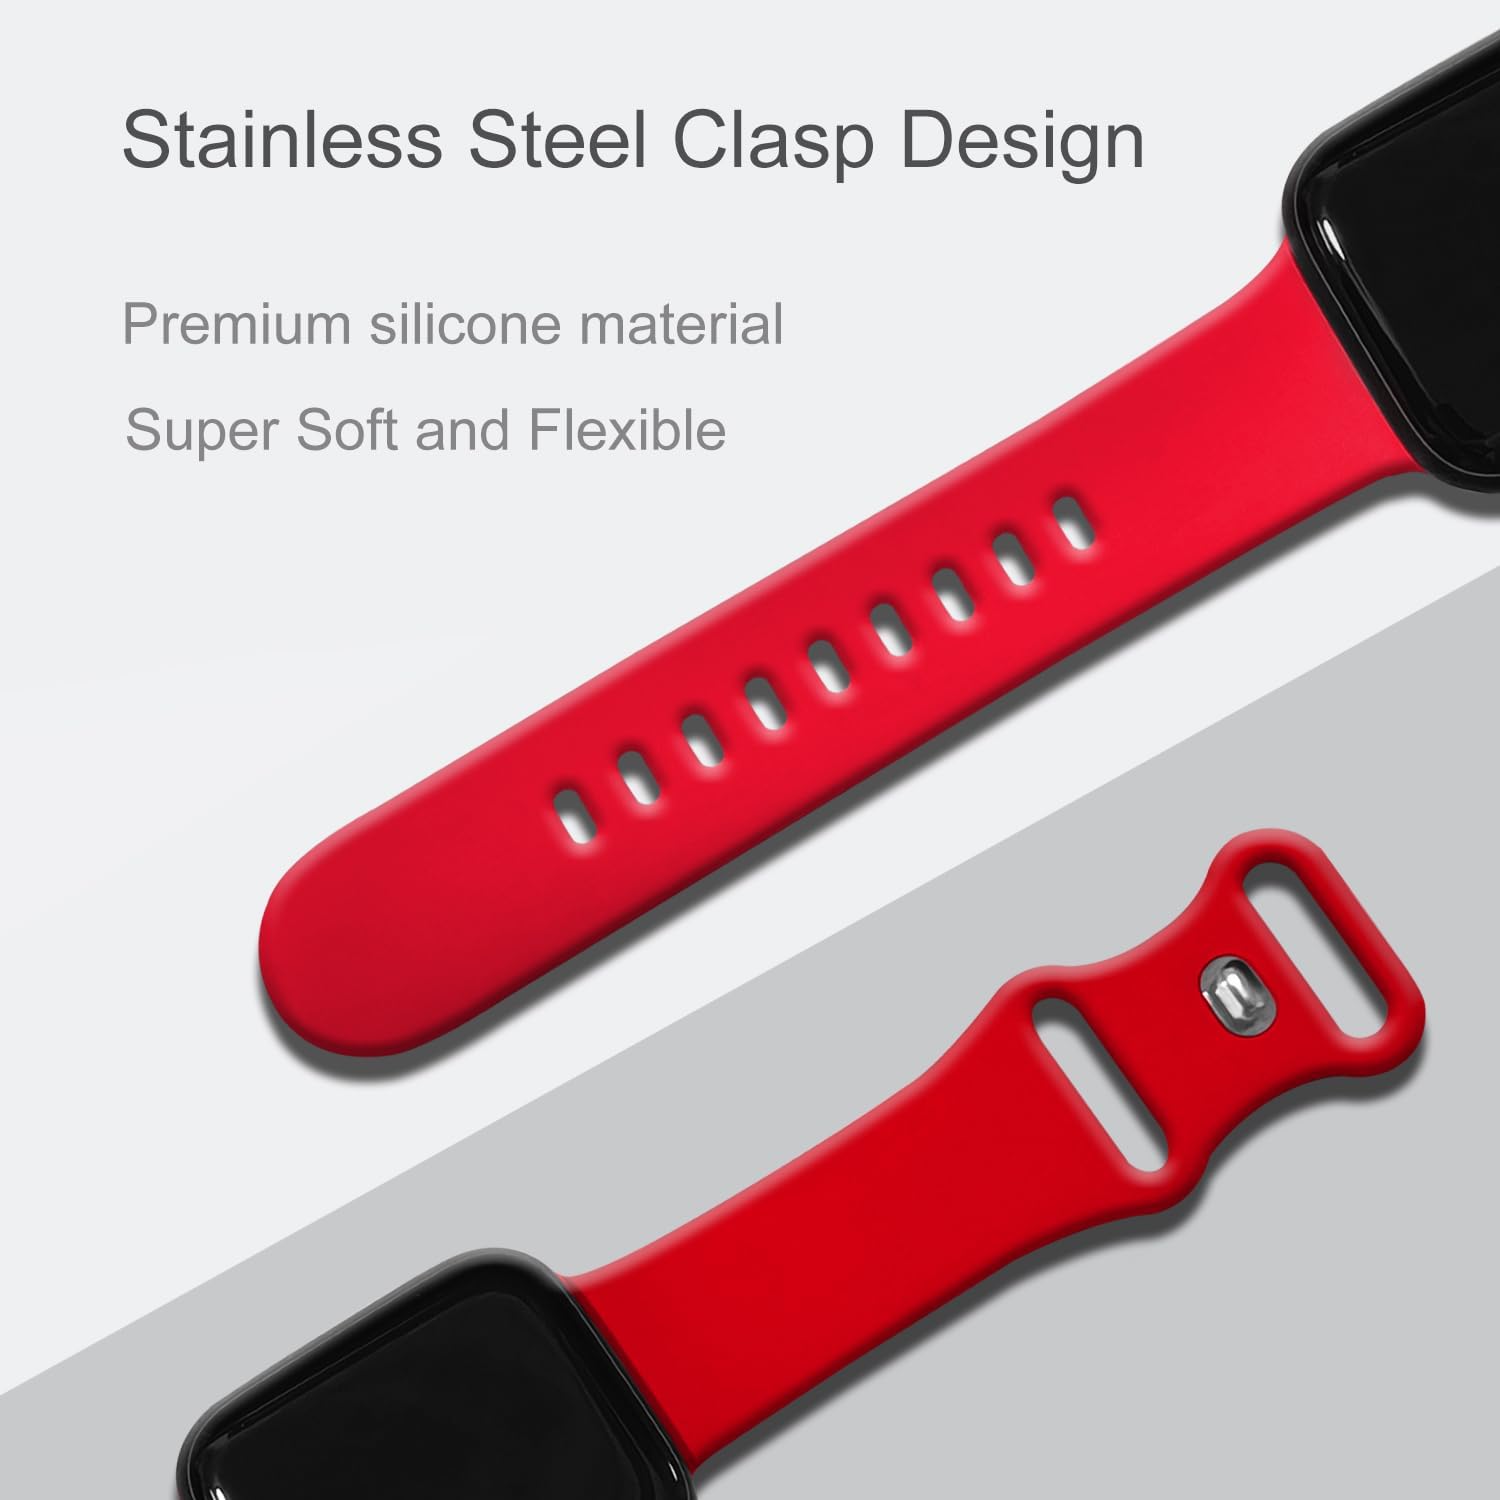 Stainless Steel Clasp Design
Premium silicone material
Super Soft and Flexible